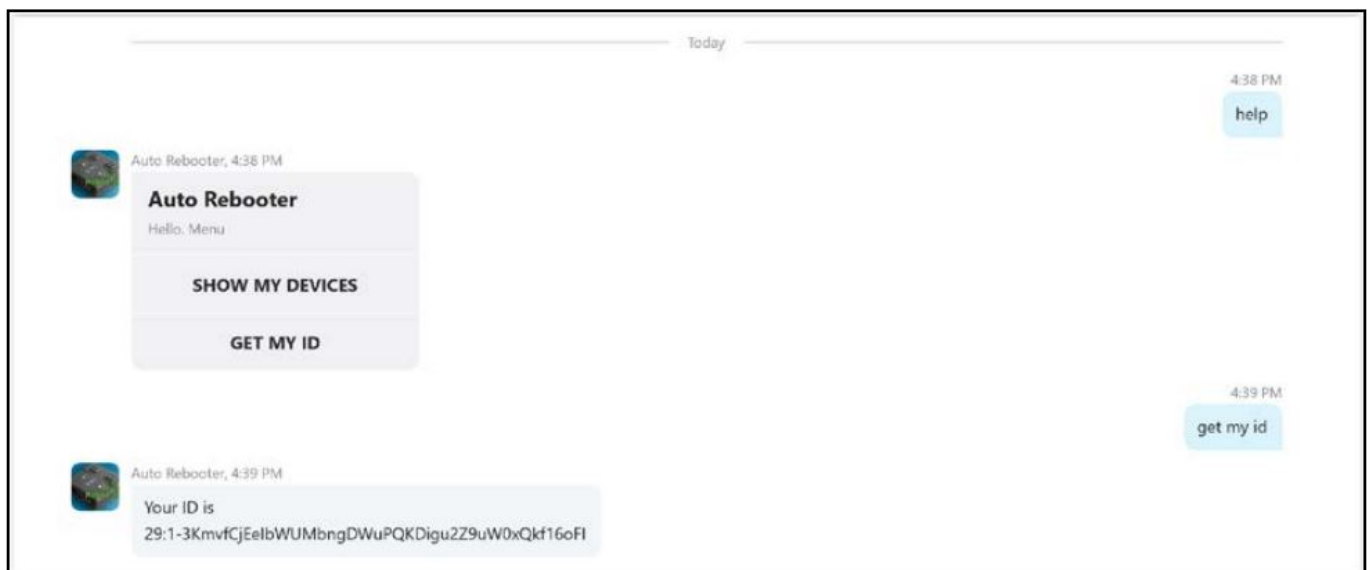 Today
4:38 PM
help
Auto Rebooter, 4:38 PM
Auto Rebooter
Hello. Menu
SHOW MY DEVICES
GET MY ID
4:39 PM
get my id
Auto Rebooter, 4:39 PM
Your ID is
29:1-3KmvfCjEelbWUMbngDWuPQKDigu2Z9uW0xQkf16oFI